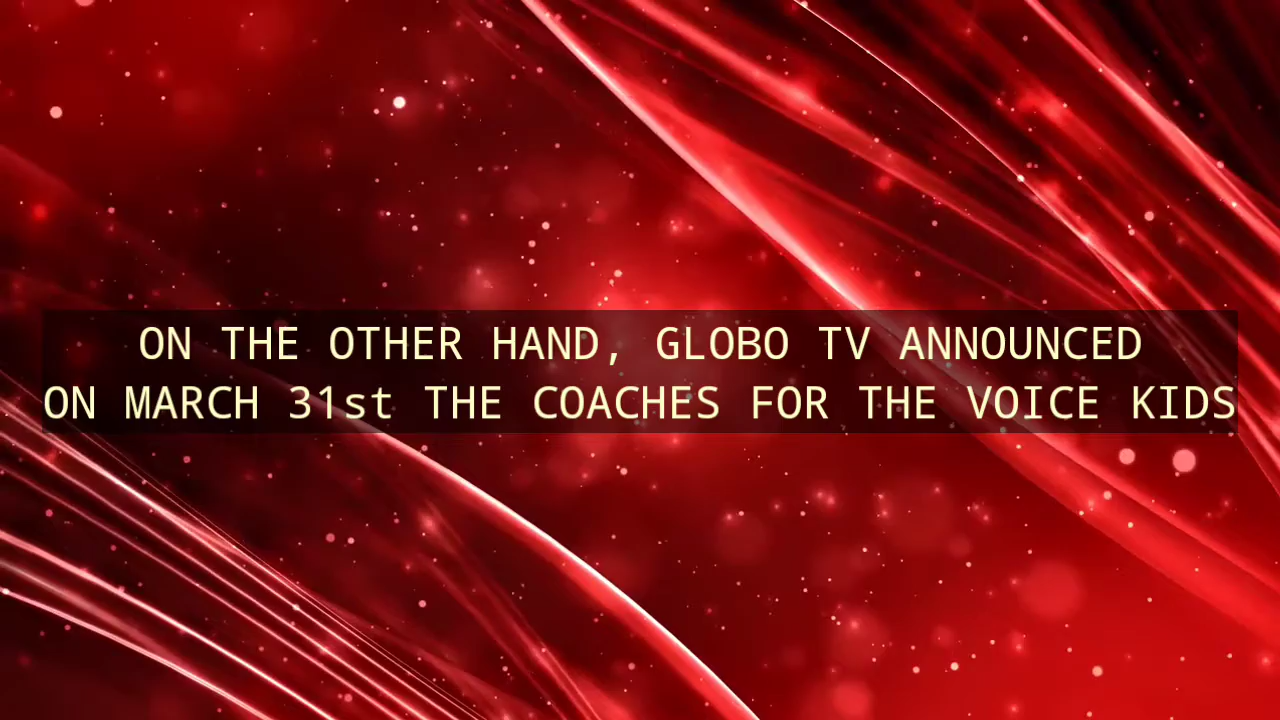 ON THE OTHER HAND, GLOBO TV ANNOUNCED
ON MARCH 31st THE COACHES FOR THE VOICE KIDS